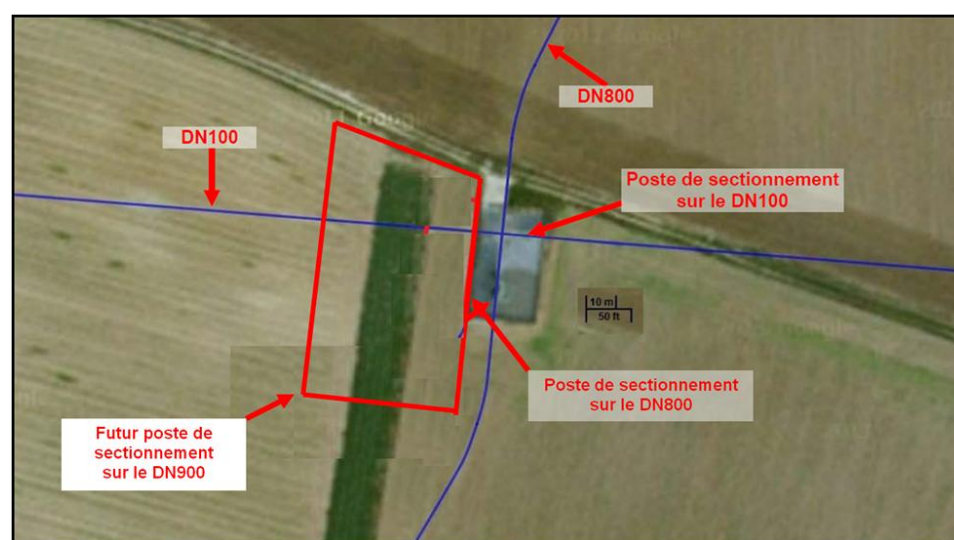 DN800
DN100
Poste de sectionnement
sur le DN100
10 m
50 ft
Poste de sectionnement
sur le DN800
Futur poste de
sectionnement
sur le DN900
Google